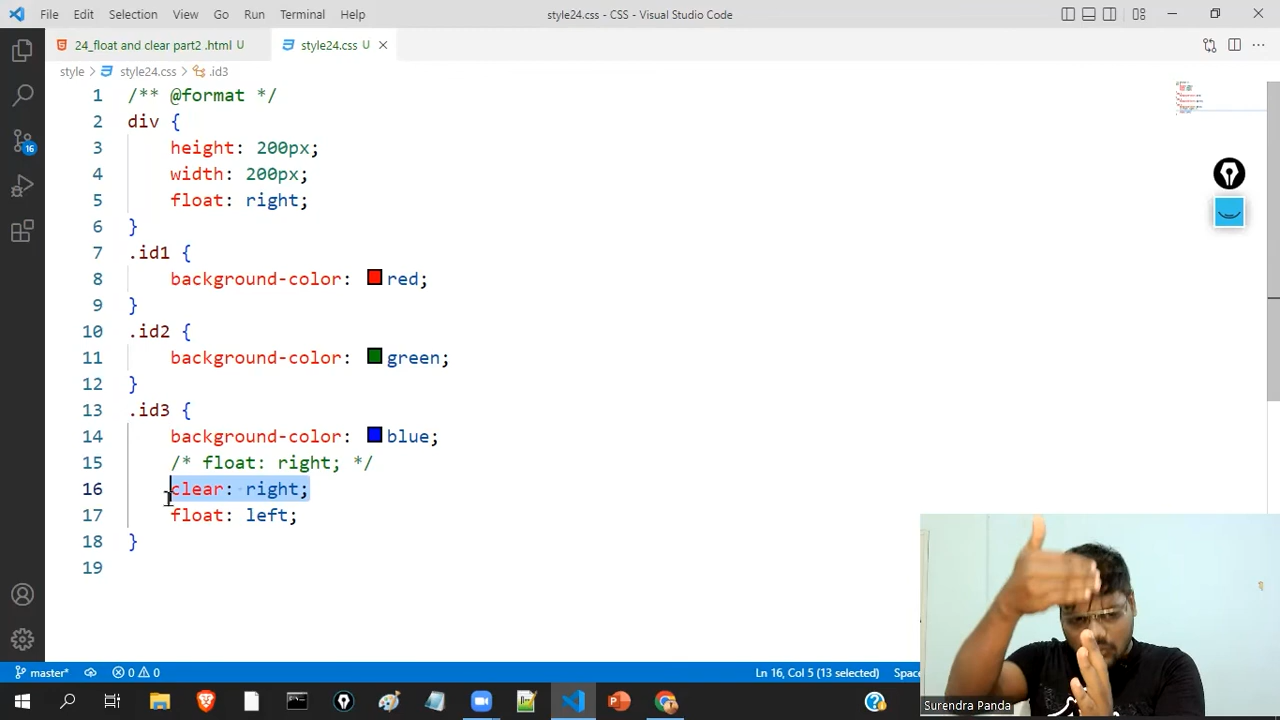 File Edit Selection View Go Run Terminal Help style24.css - CSS - Visual Studio Code
24_float and clear part2 .html U style24.css U
style > style24.css > .id3
1 /** @format */
2 div {
3 height: 200px;
4 width: 200px;
5 float: right;
6 }
7 .id1 {
8 background-color: red;
9 }
10 .id2 {
11 background-color: green;
12 }
13 .id3 {
14 background-color: blue;
15 /* float: right; */
16 clear: right;
17 float: left;
18 }
19
16
master* 0 0 Ln 16, Col 5 (13 selected) Spac
Surendra Panda